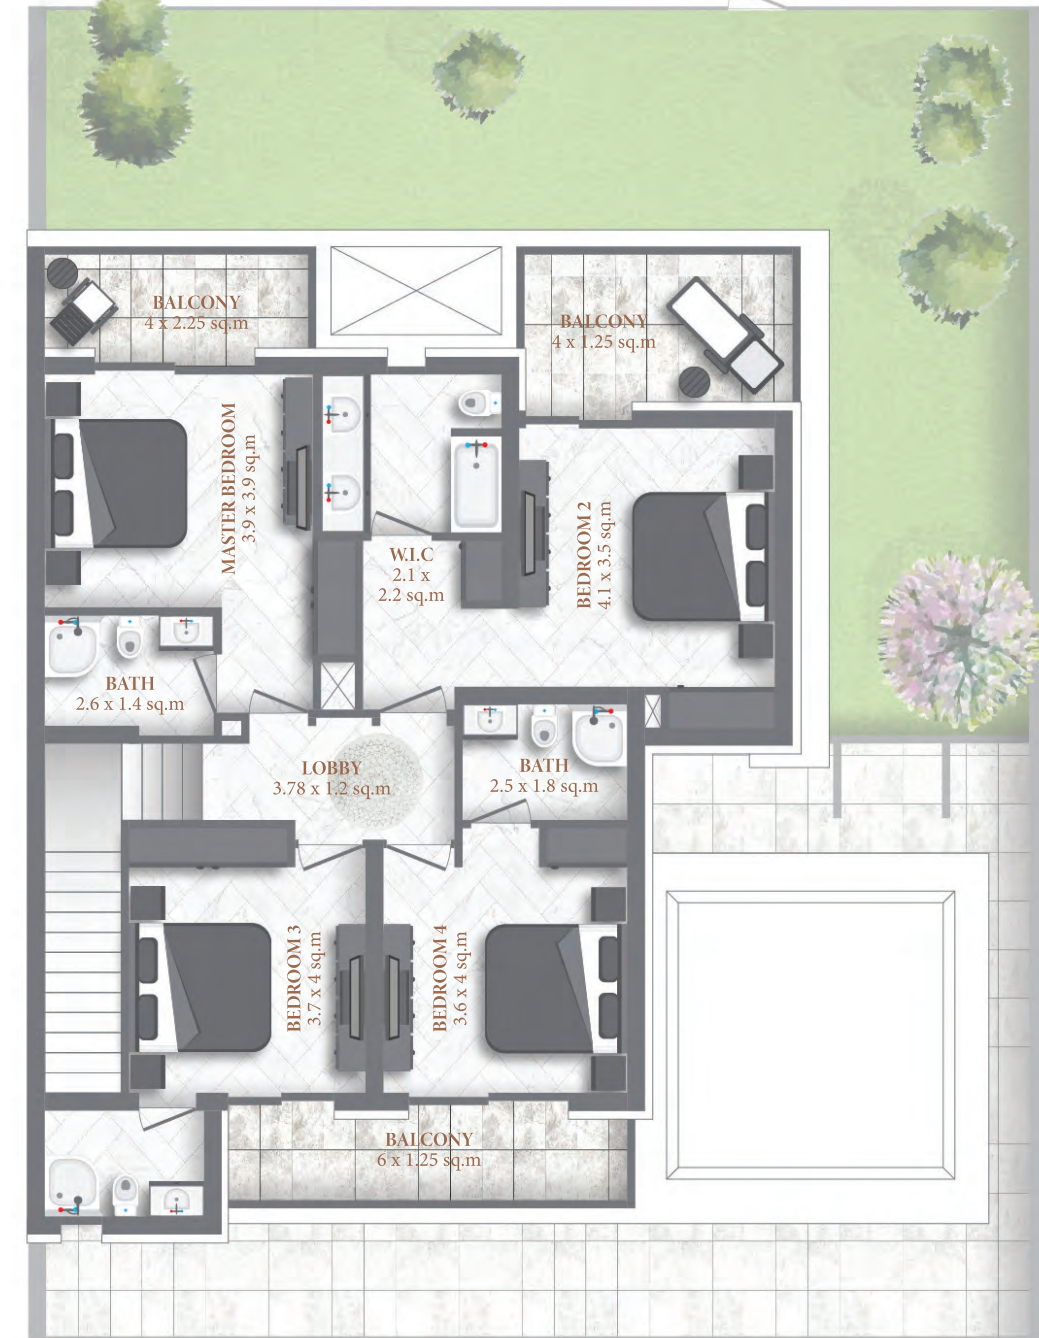 BALCONY
4 x 2.25 sq.m
BALCONY
4 x 1.25 sq.m
MASTER BEDROOM
3.9 x 3.9 sq.m
W.I.C
2.1 x
2.2 sq.m
BEDROOM 2
4.1 x 3.5 sq.m
BATH
2.6 x 1.4 sq.m
LOBBY
3.78 x 1.2 sq.m
BATH
2.5 x 1.8 sq.m
BEDROOM 3
3.7 x 4 sq.m
BEDROOM 4
3.6 x 4 sq.m
BALCONY
6 x 1.25 sq.m